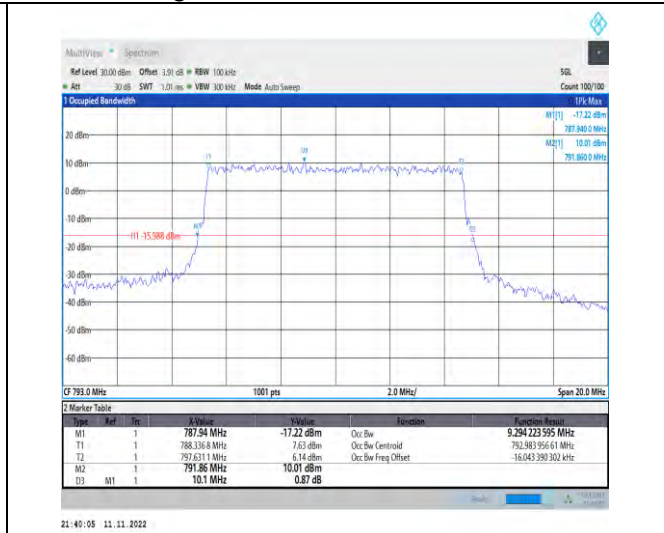 MultiView Spectrum
Ref Level 30.00 dBm Offset 3.91 dB RBW 100 kHz SGL
Att 30 dB SWT 1.01 ms VBW 300 kHz Mode Auto Sweep Count 100/100
1 Occupied Bandwidth 1Pk Max
M1[1] -17.22 dBm
787.940 0 MHz
M2[1] 10.01 dBm
791.860 0 MHz
20 dBm
10 dBm
0 dBm
-10 dBm
H1 -15.988 dBm
-20 dBm
-30 dBm
-40 dBm
-50 dBm
-60 dBm
T1
M2
T2
M1
D3
CF 793.0 MHz 1001 pts 2.0 MHz/ Span 20.0 MHz
2 Marker Table
Type Ref Trc X-Value Y-Value Function Function Result
M1 1 787.94 MHz -17.22 dBm Occ Bw 9.294 223 595 MHz
T1 1 788.336 8 MHz 7.63 dBm Occ Bw Centroid 792.983 956 61 MHz
T2 1 797.631 1 MHz 6.14 dBm Occ Bw Freq Offset -16.043 390 302 kHz
M2 1 791.86 MHz 10.01 dBm
D3 M1 1 10.1 MHz 0.87 dB
21:40:05 11.11.2022